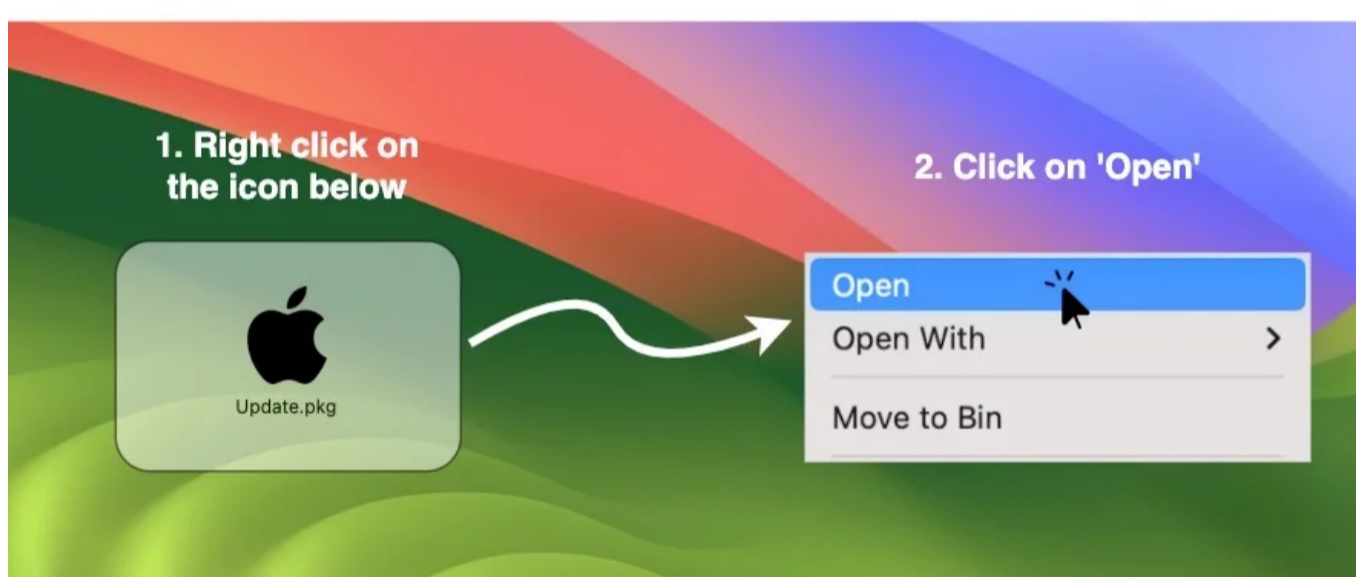 1. Right click on
the icon below
Update.pkg
2. Click on 'Open'
Open
Open With
Move to Bin